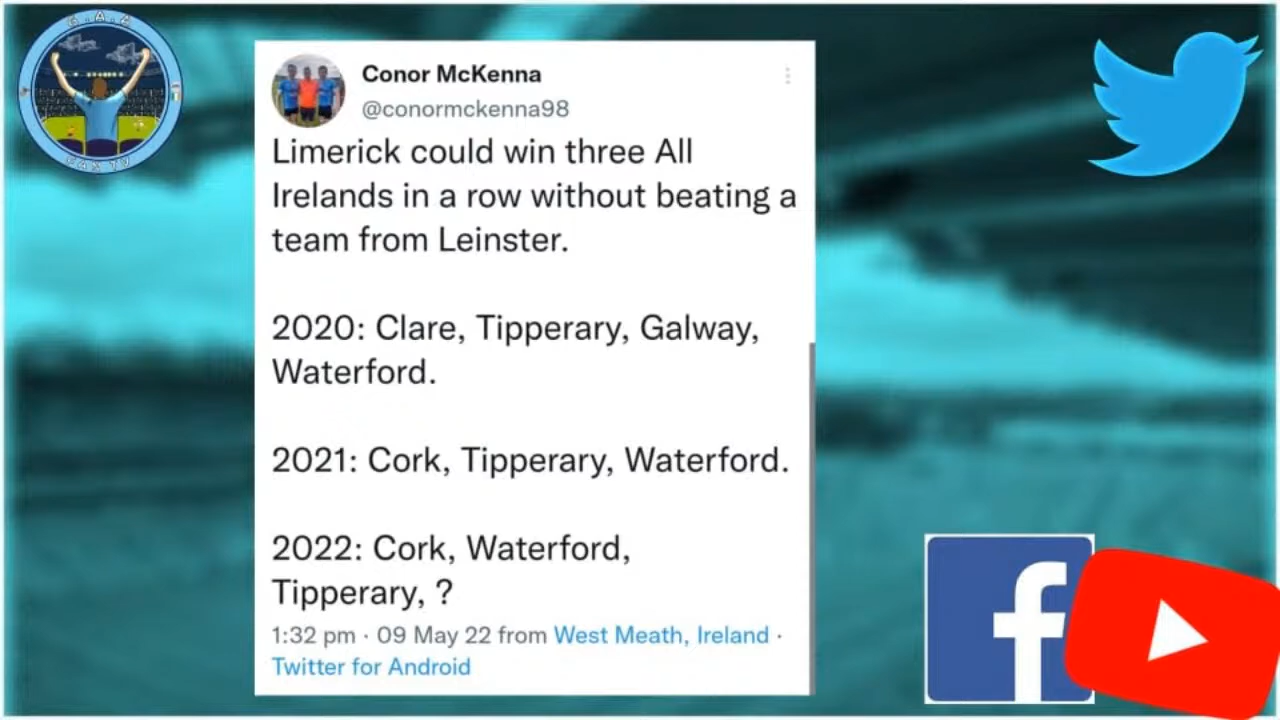 G A A
GAA TV
Conor McKenna
@conormckenna98
Limerick could win three All
Irelands in a row without beating a
team from Leinster.
2020: Clare, Tipperary, Galway,
Waterford.
2021: Cork, Tipperary, Waterford.
2022: Cork, Waterford,
Tipperary, ?
1:32 pm · 09 May 22 from West Meath, Ireland ·
Twitter for Android
f